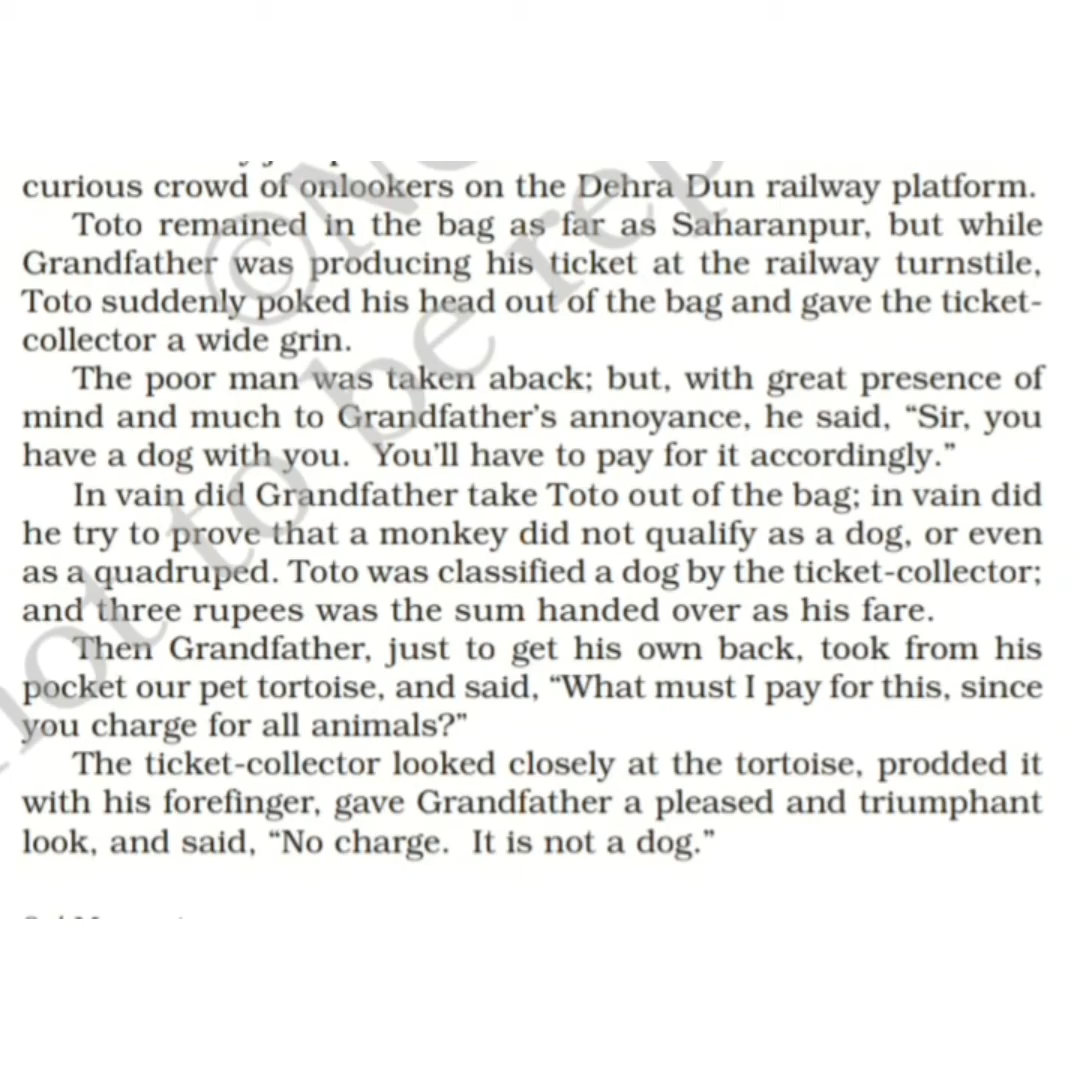 curious crowd of onlookers on the Dehra Dun railway platform.
Toto remained in the bag as far as Saharanpur, but while
Grandfather was producing his ticket at the railway turnstile,
Toto suddenly poked his head out of the bag and gave the ticket-
collector a wide grin.
The poor man was taken aback; but, with great presence of
mind and much to Grandfather's annoyance, he said, “Sir, you
have a dog with you.  You'll have to pay for it accordingly.”
In vain did Grandfather take Toto out of the bag; in vain did
he try to prove that a monkey did not qualify as a dog, or even
as a quadruped. Toto was classified a dog by the ticket-collector;
and three rupees was the sum handed over as his fare.
Then Grandfather, just to get his own back, took from his
pocket our pet tortoise, and said, “What must I pay for this, since
you charge for all animals?”
The ticket-collector looked closely at the tortoise, prodded it
with his forefinger, gave Grandfather a pleased and triumphant
look, and said, “No charge.  It is not a dog.”
not to be rep